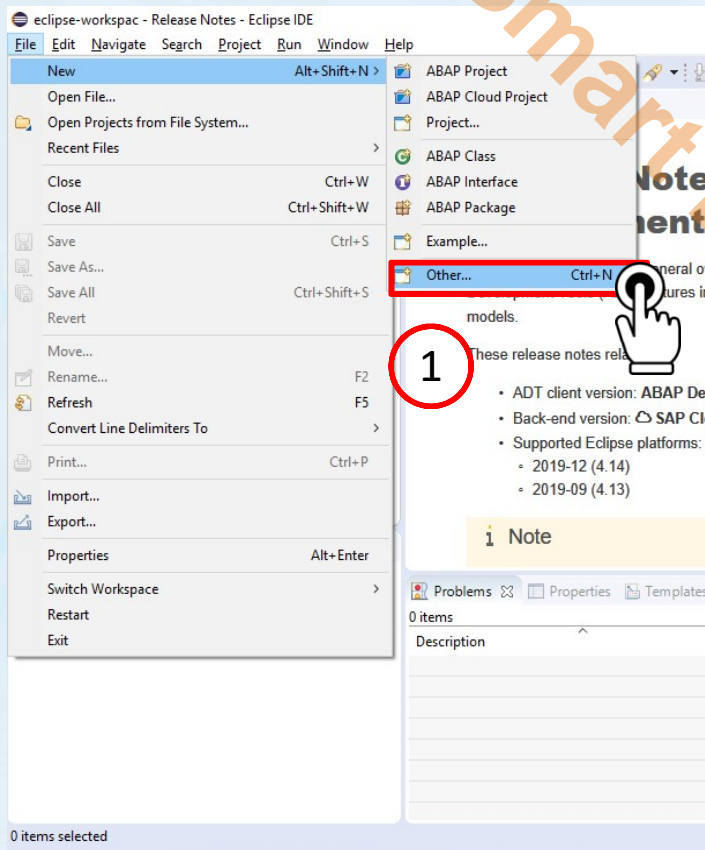 eclipse-workspac - Release Notes - Eclipse IDE
File Edit Navigate Search Project Run Window Help
New Alt+Shift+N >
Open File...
Open Projects from File System...
Recent Files >
Close Ctrl+W
Close All Ctrl+Shift+W
Save Ctrl+S
Save As...
Save All Ctrl+Shift+S
Revert
Move...
Rename... F2
Refresh F5
Convert Line Delimiters To >
Print... Ctrl+P
Import...
Export...
Properties Alt+Enter
Switch Workspace >
Restart
Exit
ABAP Project
ABAP Cloud Project
Project...
ABAP Class
ABAP Interface
ABAP Package
Example...
Other... Ctrl+N
1
smart
Note
ent
models.
These release notes rela
• ADT client version: ABAP De
• Back-end version: SAP Cl
• Supported Eclipse platforms:
◦ 2019-12 (4.14)
◦ 2019-09 (4.13)
i Note
Problems Properties Templates
0 items
Description
0 items selected